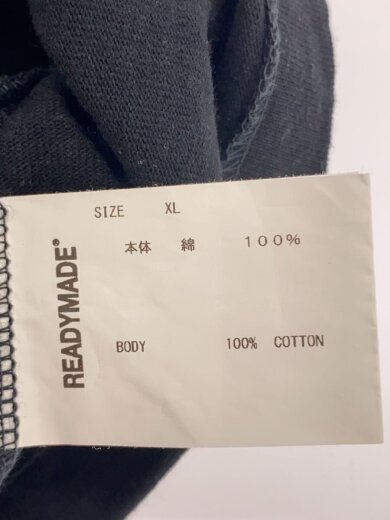 SIZE XL
本体 綿 100%
BODY 100% COTTON
READYMADE®